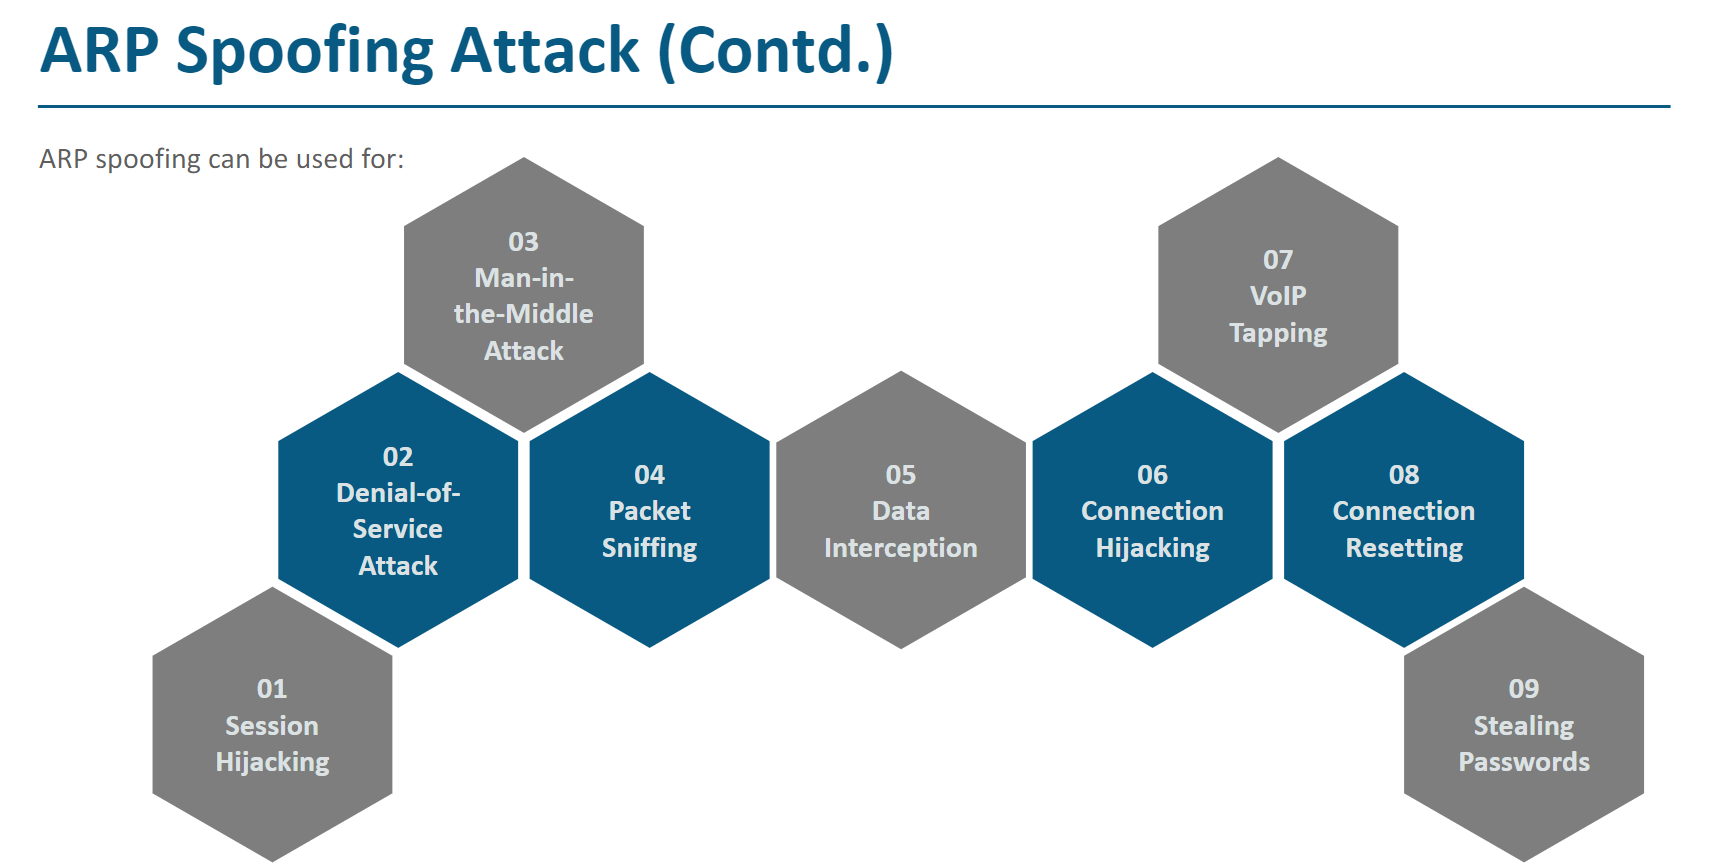 ARP Spoofing Attack (Contd.)
ARP spoofing can be used for:
01
Session
Hijacking
02
Denial-of-
Service
Attack
03
Man-in-
the-Middle
Attack
04
Packet
Sniffing
05
Data
Interception
06
Connection
Hijacking
07
VoIP
Tapping
08
Connection
Resetting
09
Stealing
Passwords